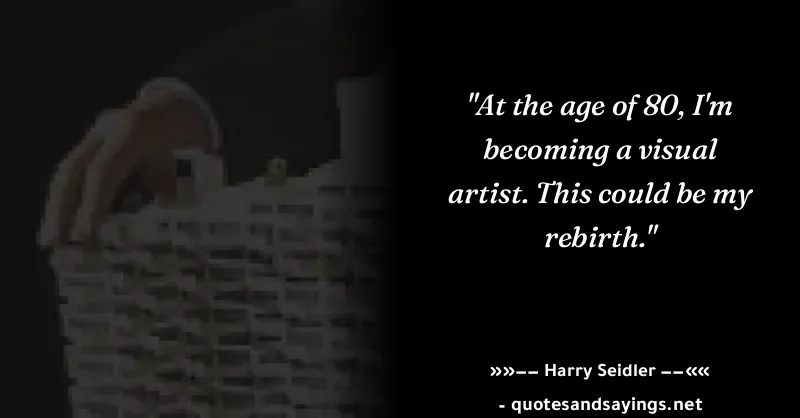 "At the age of 80, I'm
becoming a visual
artist. This could be my
rebirth."
»»−− Harry Seidler −−««
- quotesandsayings.net